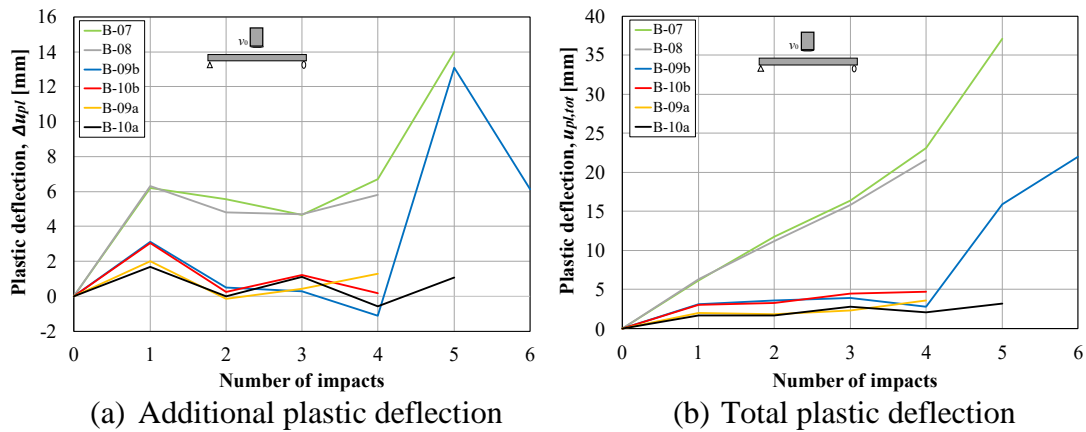 16
14
12
10
8
6
4
2
0
-2
Plastic deflection, Δu_pl [mm]
B-07
B-08
B-09b
B-10b
B-09a
B-10a
v₀
0 1 2 3 4 5 6
Number of impacts
(a) Additional plastic deflection
40
35
30
25
20
15
10
5
0
Plastic deflection, u_pl,tot [mm]
B-07
B-08
B-09b
B-10b
B-09a
B-10a
v₀
0 1 2 3 4 5 6
Number of impacts
(b) Total plastic deflection